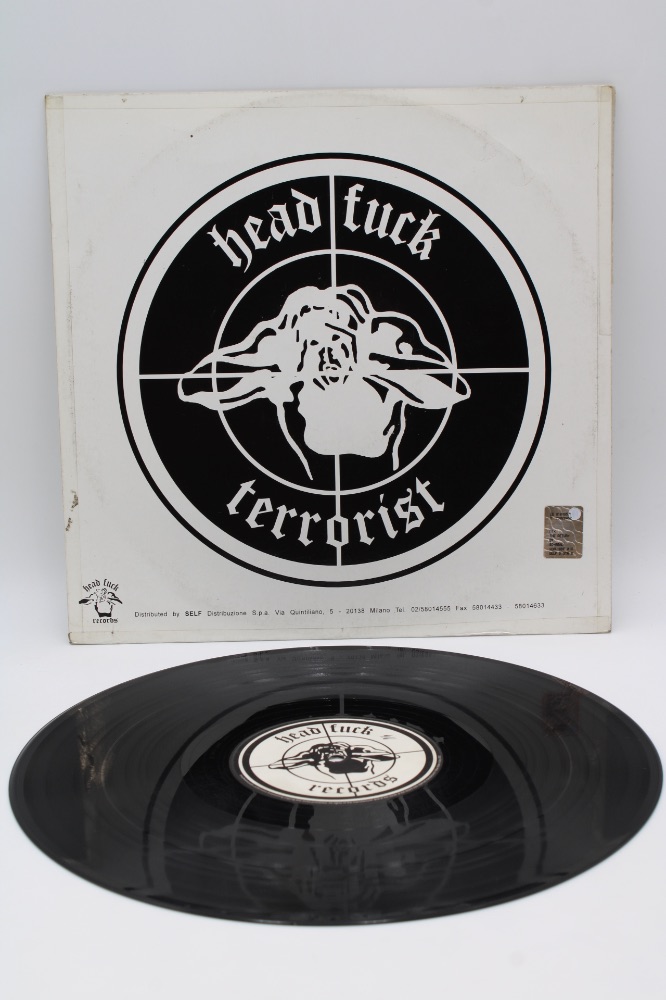 head fuck
terrorist
head fuck
records
Distributed by SELF Distribuzione S.p.a. Via Quintiliano, 5 - 20138 Milano Tel. 02/58014555 Fax 58014433 58014633
head fuck
records